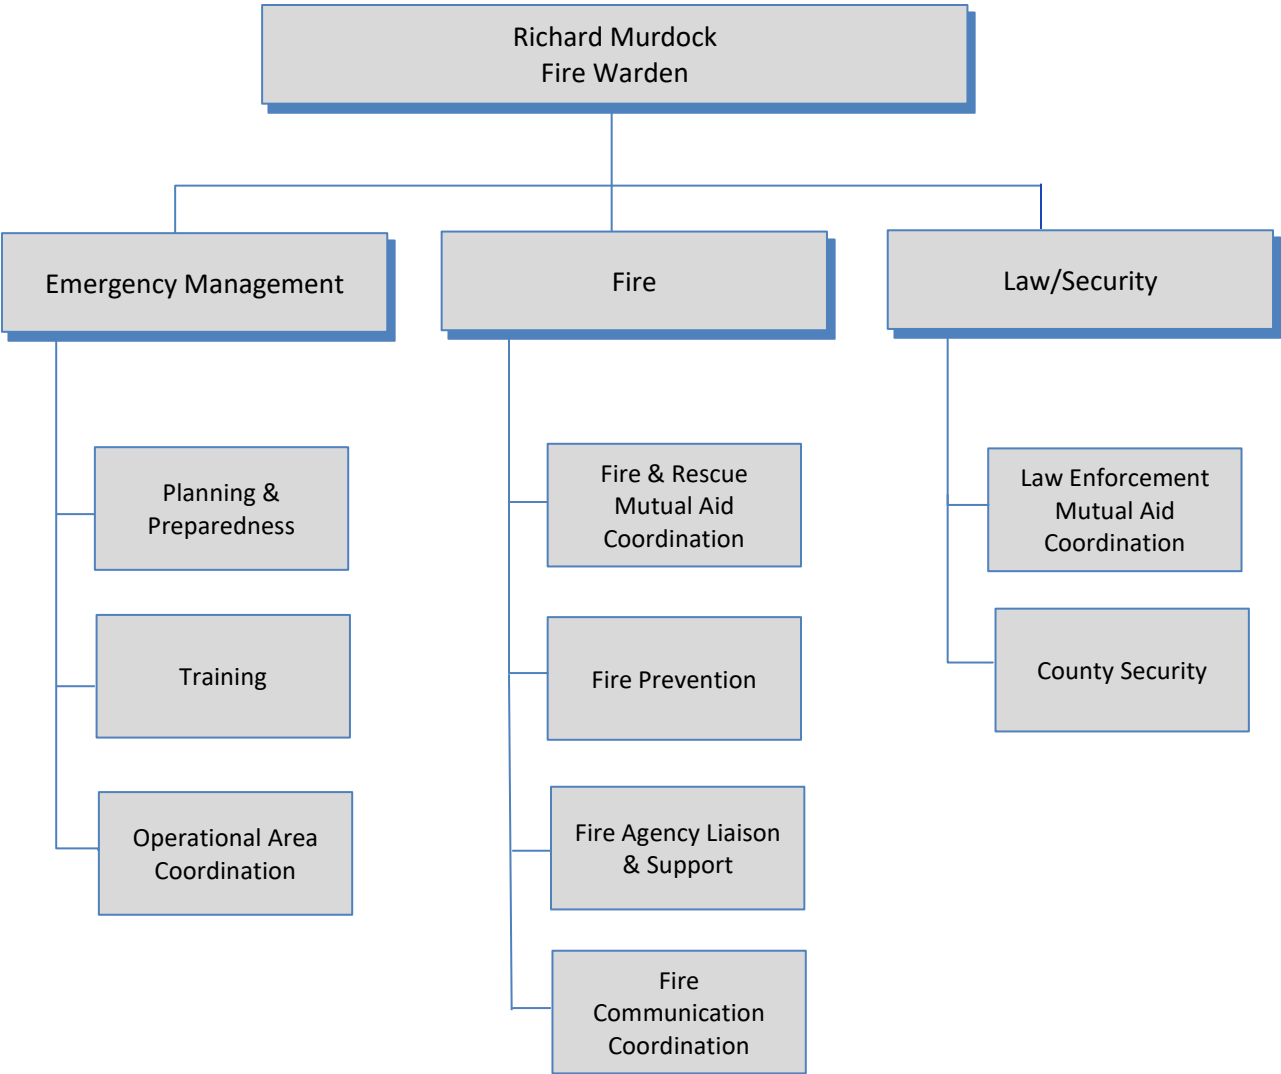 Richard Murdock
Fire Warden
Emergency Management
Fire
Law/Security
Planning &
Preparedness
Training
Operational Area
Coordination
Fire & Rescue
Mutual Aid
Coordination
Fire Prevention
Fire Agency Liaison
& Support
Fire
Communication
Coordination
Law Enforcement
Mutual Aid
Coordination
County Security